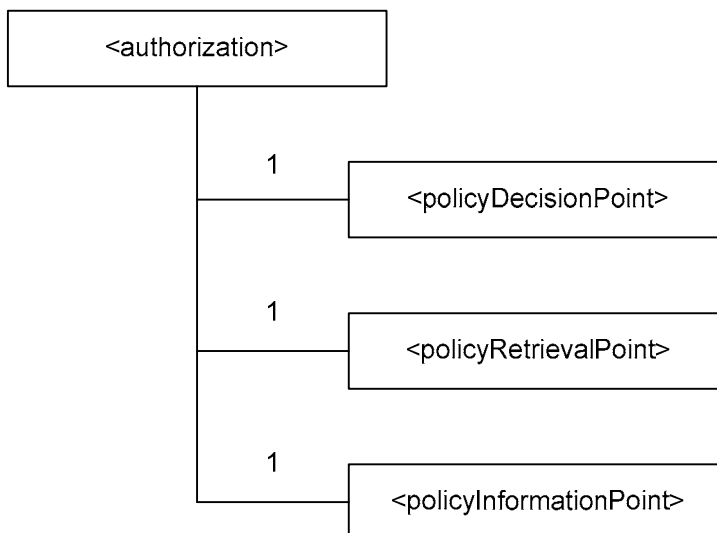 <authorization>
1
<policyDecisionPoint>
1
<policyRetrievalPoint>
1
<policyInformationPoint>